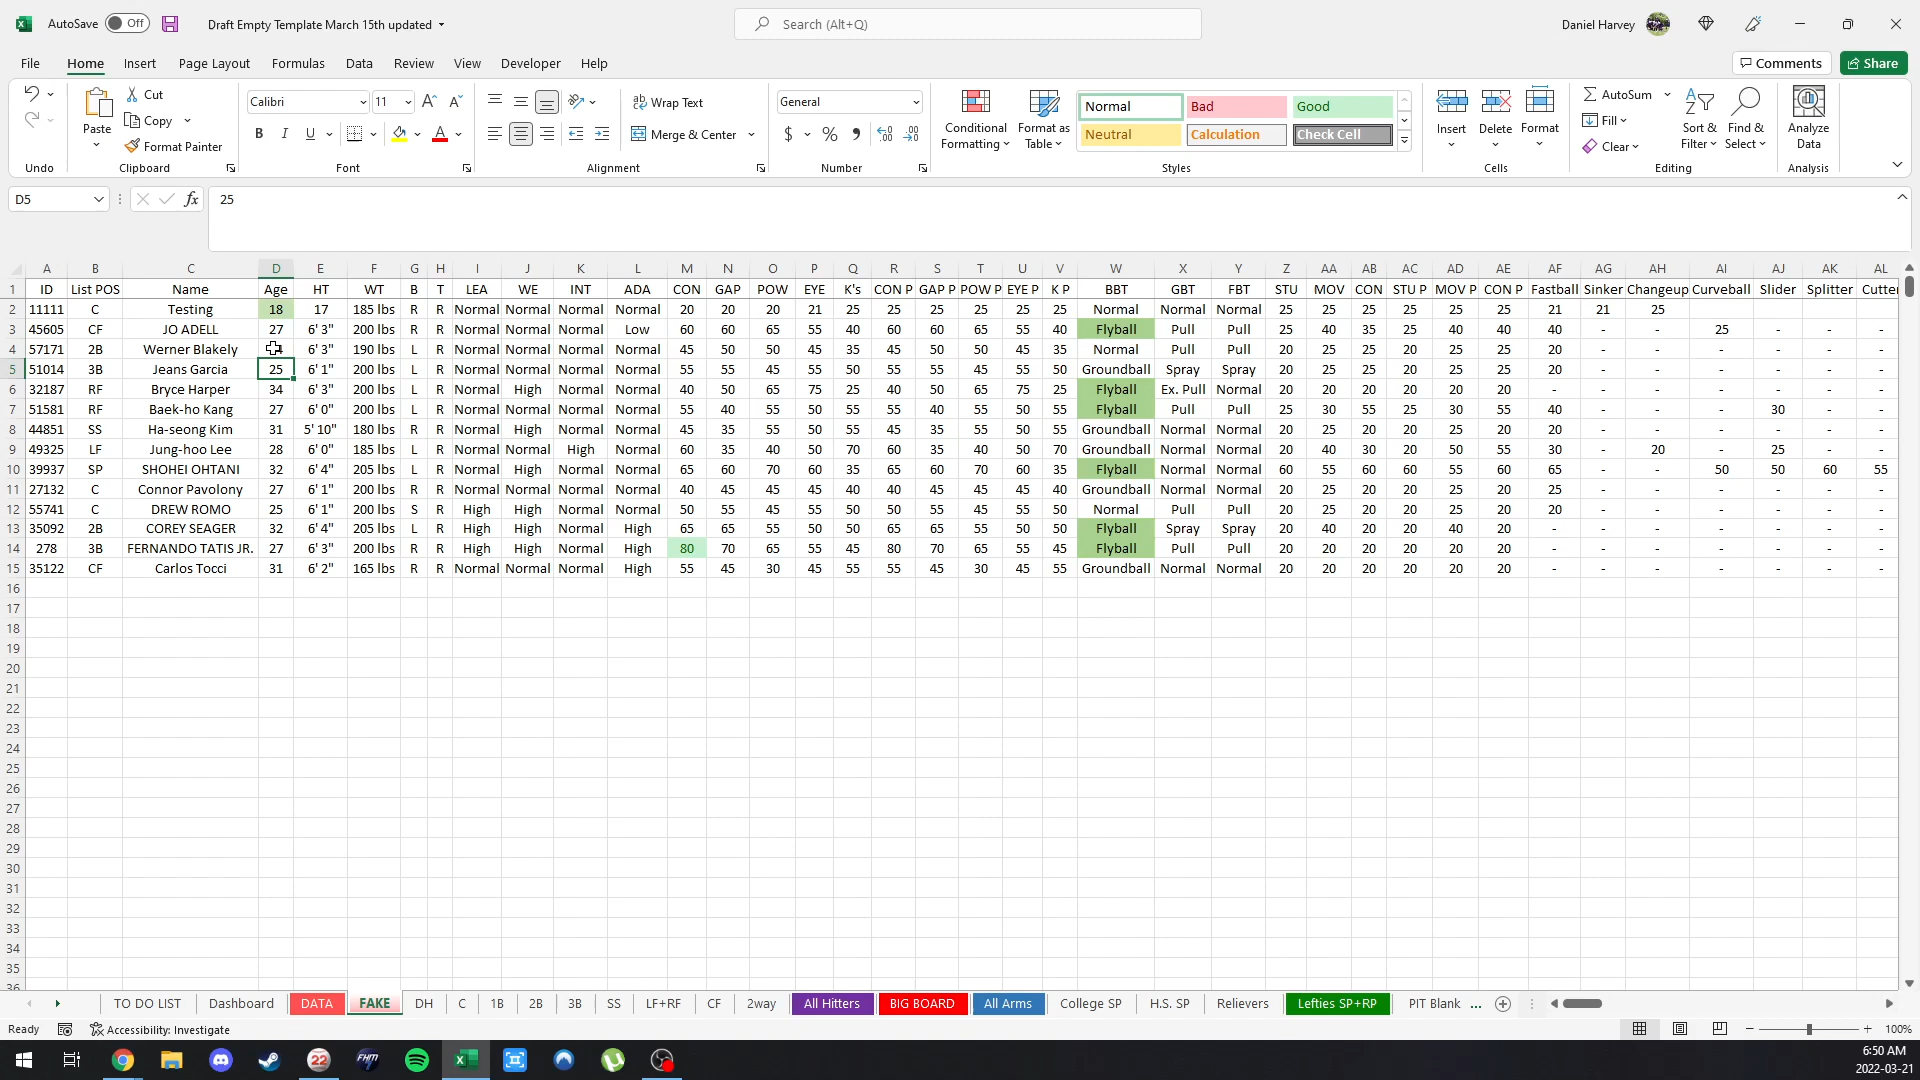 AutoSave Off Draft Empty Template March 15th updated Search (Alt+Q) Daniel Harvey
File Home Insert Page Layout Formulas Data Review View Developer Help Comments Share
Cut Calibri 11 Wrap Text General Normal Bad Good AutoSum
Paste Copy Conditional Formatting Format as Table Insert Delete Format Fill Sort & Filter Find & Select Analyze Data
Format Painter B I U A Merge & Center $ % , Neutral Calculation Check Cell Clear
Undo Clipboard Font Alignment Number Styles Cells Editing Analysis
D5 fx 25
A B C D E F G H I J K L M N O P Q R S T U V W X Y Z AA AB AC AD AE AF AG AH AI AJ AK AL
1 ID List POS Name Age HT WT B T LEA WE INT ADA CON GAP POW EYE K's CON P GAP P POW P EYE P K P BBT GBT FBT STU MOV CON STU P MOV P CON P Fastball Sinker Changeup Curveball Slider Splitter Cutter
2 11111 C Testing 18 17 185 lbs R R Normal Normal Normal Normal 20 20 20 21 25 25 25 25 25 25 Normal Normal Normal 25 25 25 25 25 25 21 21 25
3 45605 CF JO ADELL 27 6' 3" 200 lbs R R Normal Normal Normal Low 60 60 65 55 40 60 60 65 55 40 Flyball Pull Pull 25 40 35 25 40 40 40 - - 25 - - -
4 57171 2B Werner Blakely 6' 3" 190 lbs L R Normal Normal Normal Normal 45 50 50 45 35 45 50 50 45 35 Normal Pull Pull 20 25 25 20 25 25 20 - - - - - -
5 51014 3B Jeans Garcia 25 6' 1" 200 lbs L R Normal Normal Normal Normal 55 55 45 55 50 55 55 45 55 50 Groundball Spray Spray 20 25 20 20 25 25 20 - - - - - -
6 32187 RF Bryce Harper 34 6' 3" 200 lbs L R Normal High Normal Normal 40 50 65 75 25 40 50 65 75 25 Flyball Ex. Pull Normal 20 20 20 20 20 20 - - - - - - -
7 51581 RF Baek-ho Kang 27 6' 0" 200 lbs L R Normal Normal Normal Normal 55 40 55 50 55 55 40 55 50 55 Flyball Pull Pull 25 30 55 25 30 55 40 - - - 30 - -
8 44851 SS Ha-seong Kim 31 5' 10" 180 lbs R R Normal High Normal Normal 45 35 55 50 55 45 35 55 50 55 Groundball Normal Normal 20 25 20 20 25 20 20 - - - - - -
9 49325 LF Jung-hoo Lee 28 6' 0" 185 lbs L R Normal Normal High Normal 60 35 40 50 70 60 35 40 50 70 Groundball Normal Normal 20 40 30 20 50 55 30 - 20 - 25 - -
10 39937 SP SHOHEI OHTANI 32 6' 4" 205 lbs L R Normal High Normal Normal 65 60 70 60 35 65 60 70 60 35 Flyball Normal Normal 60 55 60 60 55 60 65 - - 50 50 60 55
11 27132 C Connor Pavolony 27 6' 1" 200 lbs R R Normal Normal Normal Normal 40 45 45 45 40 40 45 45 45 40 Groundball Normal Normal 20 25 20 20 25 20 25 - - - - - -
12 55741 C DREW ROMO 25 6' 1" 200 lbs S R High High Normal Normal 50 55 45 55 50 50 55 45 55 50 Normal Pull Pull 20 25 20 20 25 20 20 - - - - - -
13 35092 2B COREY SEAGER 32 6' 4" 205 lbs L R High High Normal High 65 65 55 50 50 65 65 55 50 50 Flyball Spray Spray 20 40 20 20 40 20 - - - - - - -
14 278 3B FERNANDO TATIS JR. 27 6' 3" 200 lbs R R High High Normal High 80 70 65 55 45 80 70 65 55 45 Flyball Pull Pull 20 20 20 20 20 20 - - - - - - -
15 35122 CF Carlos Tocci 31 6' 2" 165 lbs R R Normal Normal Normal High 55 45 30 45 55 55 45 30 45 55 Groundball Normal Normal 20 20 20 20 20 20 - - - - - - -
16
17
18
19
20
21
22
23
24
25
26
27
28
29
30
31
32
33
34
35
36
TO DO LIST Dashboard DATA FAKE DH C 1B 2B 3B SS LF+RF CF 2way All Hitters BIG BOARD All Arms College SP H.S. SP Relievers Lefties SP+RP PIT Blank ...
Ready Accessibility: Investigate 100%
22 FHM 6:50 AM
2022-03-21